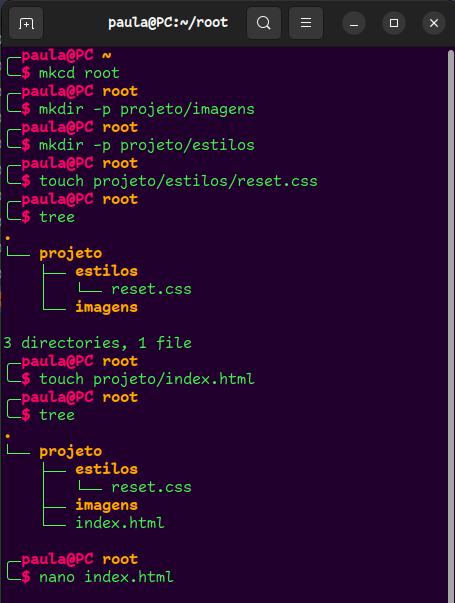 paula@PC:~/root
╭─paula@PC ~
╰─$ mkcd root
╭─paula@PC root
╰─$ mkdir -p projeto/imagens
╭─paula@PC root
╰─$ mkdir -p projeto/estilos
╭─paula@PC root
╰─$ touch projeto/estilos/reset.css
╭─paula@PC root
╰─$ tree
.
└── projeto
    ├── estilos
    │   └── reset.css
    └── imagens
3 directories, 1 file
╭─paula@PC root
╰─$ touch projeto/index.html
╭─paula@PC root
╰─$ tree
.
└── projeto
    ├── estilos
    │   └── reset.css
    ├── imagens
    └── index.html
╭─paula@PC root
╰─$ nano index.html